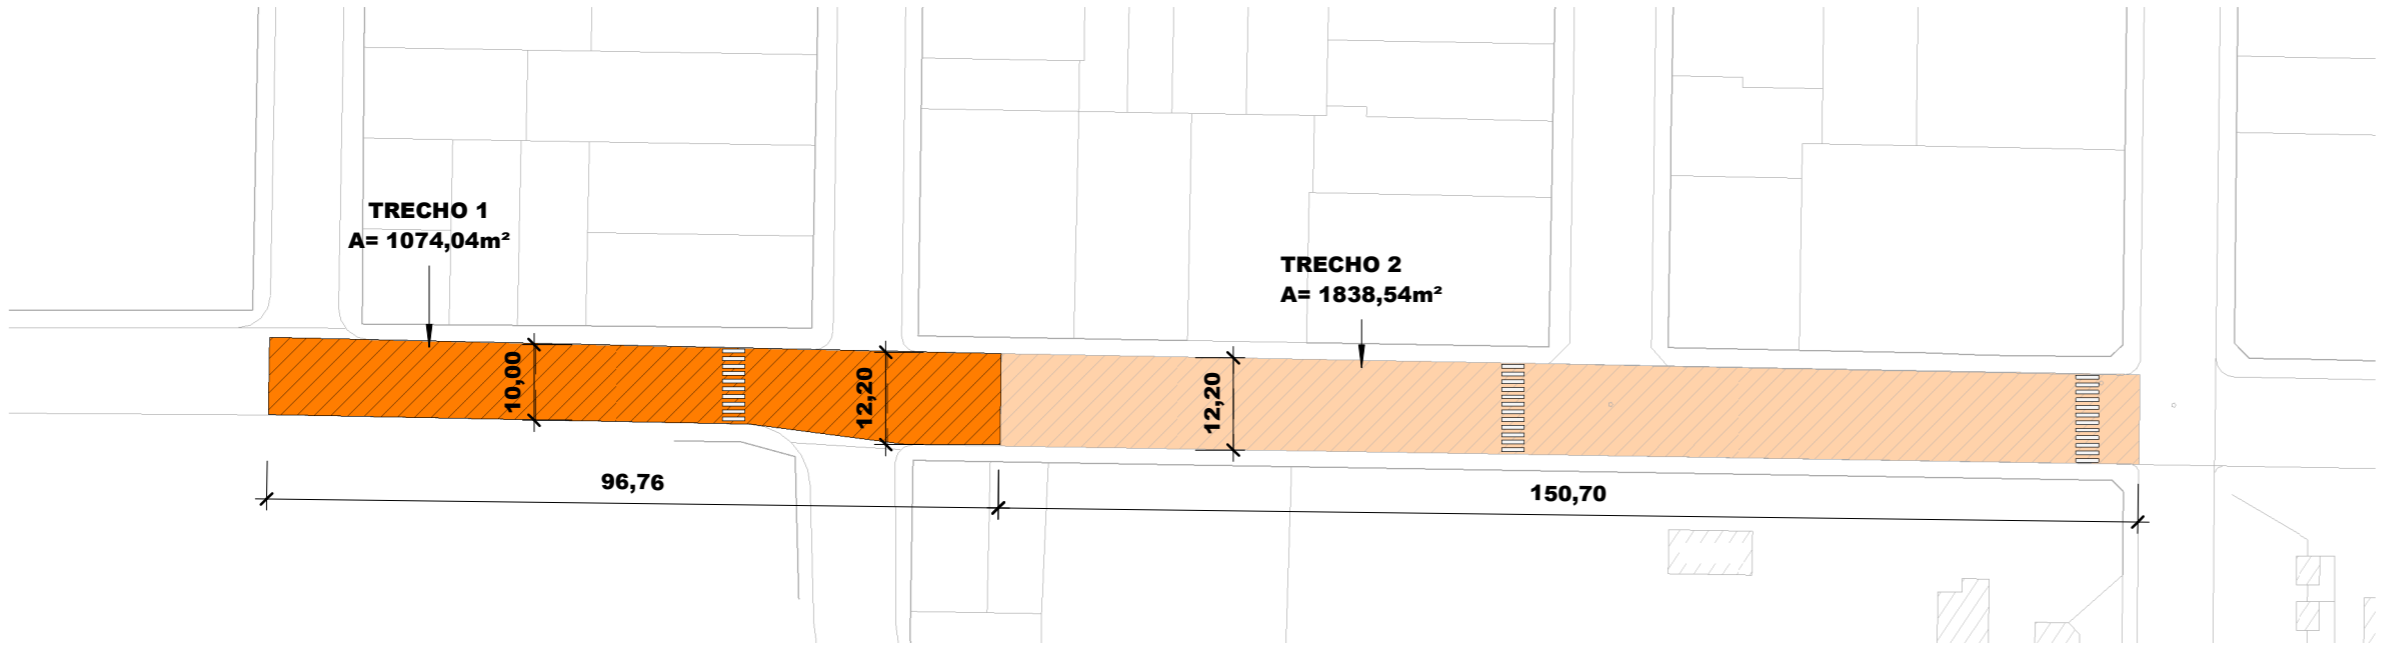 TRECHO 1
A= 1074,04m²
TRECHO 2
A= 1838,54m²
10,00
12,20
12,20
96,76
150,70